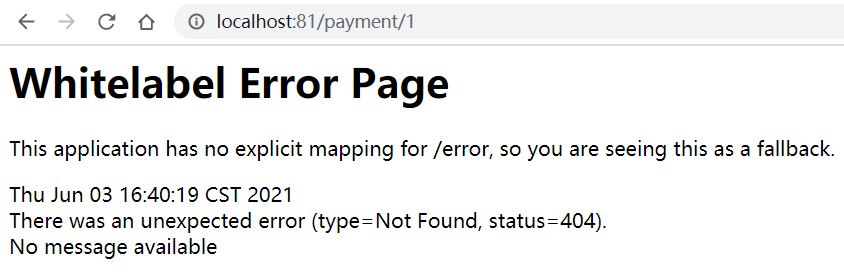 localhost:81/payment/1
Whitelabel Error Page
This application has no explicit mapping for /error, so you are seeing this as a fallback.
Thu Jun 03 16:40:19 CST 2021
There was an unexpected error (type=Not Found, status=404).
No message available